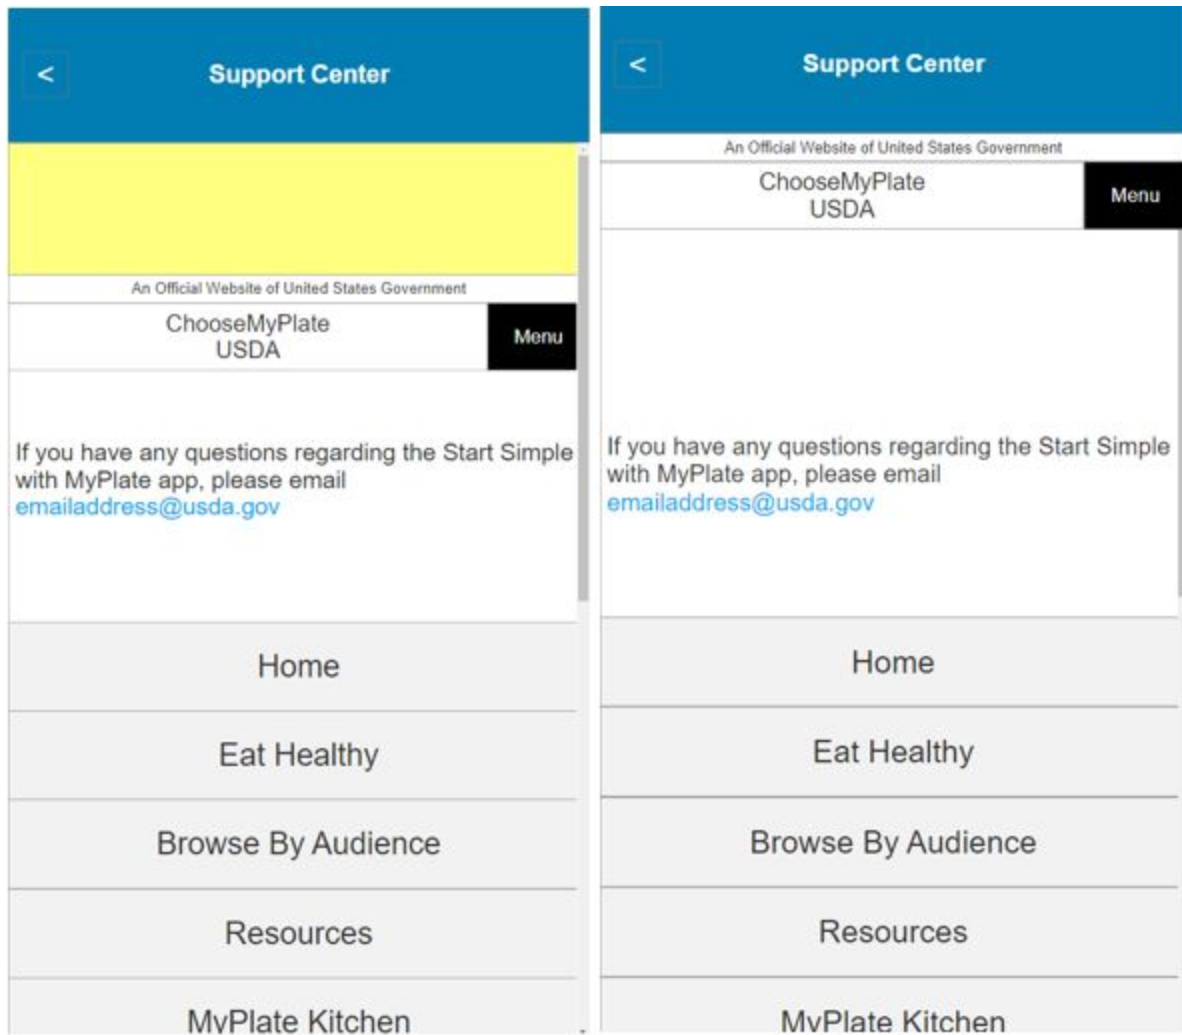 <
Support Center
An Official Website of United States Government
ChooseMyPlate
USDA
Menu
If you have any questions regarding the Start Simple
with MyPlate app, please email
emailaddress@usda.gov
Home
Eat Healthy
Browse By Audience
Resources
MyPlate Kitchen
<
Support Center
An Official Website of United States Government
ChooseMyPlate
USDA
Menu
If you have any questions regarding the Start Simple
with MyPlate app, please email
emailaddress@usda.gov
Home
Eat Healthy
Browse By Audience
Resources
MyPlate Kitchen